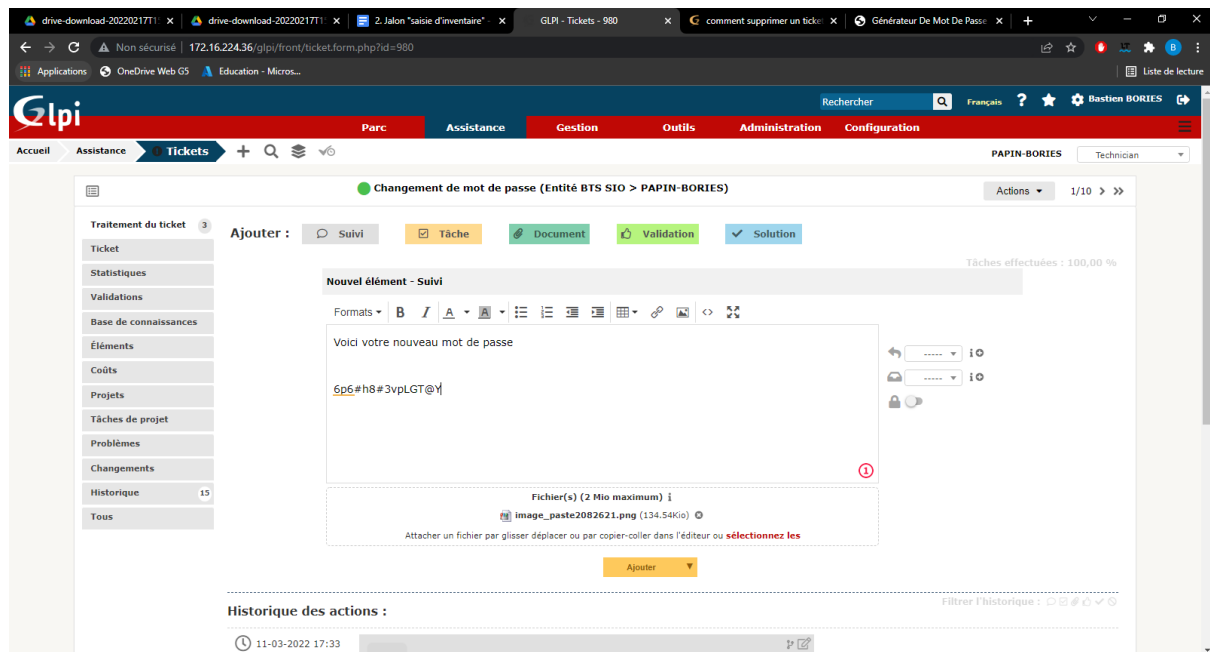 drive-download-20220217T1
drive-download-20220217T1
2. Jalon "saisie d'inventaire" -
GLPI - Tickets - 980
comment supprimer un ticke
Générateur De Mot De Passe
Non sécurisé | 172.16.224.36/glpi/front/ticket.form.php?id=980
Applications OneDrive Web G5 Education - Micros... Liste de lecture
Glpi
Rechercher Français ? Bastien BORIES
Parc Assistance Gestion Outils Administration Configuration
Accueil Assistance Tickets PAPIN-BORIES Technician
Changement de mot de passe (Entité BTS SIO > PAPIN-BORIES) Actions 1/10
Traitement du ticket 3
Ticket
Statistiques
Validations
Base de connaissances
Éléments
Coûts
Projets
Tâches de projet
Problèmes
Changements
Historique 15
Tous
Ajouter : Suivi Tâche Document Validation Solution
Tâches effectuées : 100,00 %
Nouvel élément - Suivi
Formats B I A A
Voici votre nouveau mot de passe
6p6#h8#3vpLGT@Y
-----
-----
1
Fichier(s) (2 Mio maximum) i
image_paste2082621.png (134.54Kio)
Attacher un fichier par glisser déplacer ou par copier-coller dans l'éditeur ou sélectionnez les
Ajouter
Historique des actions : Filtrer l'historique :
11-03-2022 17:33